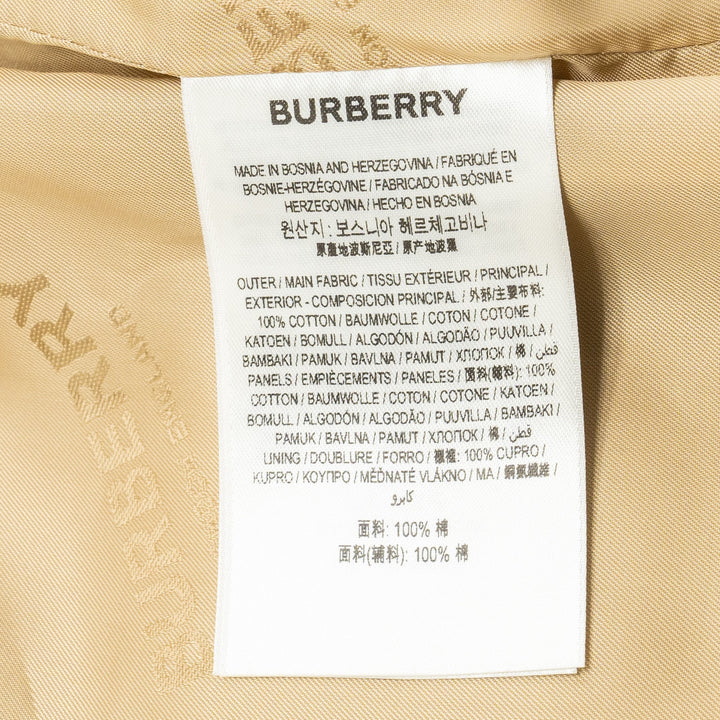 BURBERRY
MADE IN BOSNIA AND HERZEGOVINA / FABRIQUÉ EN
BOSNIE-HERZÉGOVINE / FABRICADO NA BÓSNIA E
HERZEGOVINA / HECHO EN BOSNIA
원산지 : 보스니아 헤르체고비나
原產地波斯尼亞 / 原产地波黑
OUTER / MAIN FABRIC / TISSU EXTÉRIEUR / PRINCIPAL /
EXTERIOR - COMPOSICION PRINCIPAL / 外部/主要布料:
100% COTTON / BAUMWOLLE / COTON / COTONE /
KATOEN / BOMULL / ALGODÓN / ALGODÃO / PUUVILLA /
BAMBAKI / PAMUK / BAVLNA / PAMUT / ХЛОПОК / 棉 / قطن /
PANELS / EMPIÈCEMENTS / PANELES / 面料(輔料): 100%
COTTON / BAUMWOLLE / COTON / COTONE / KATOEN /
BOMULL / ALGODÓN / ALGODÃO / PUUVILLA / BAMBAKI /
PAMUK / BAVLNA / PAMUT / ХЛОПОК / 棉 / قطن /
LINING / DOUBLURE / FORRO / 襯裡: 100% CUPRO /
KUPRO / ΚΟΥΠΡΟ / MĚĎNATÉ VLÁKNO / MA / 銅氨纖維 /
كابرو
面料: 100% 棉
面料(辅料): 100% 棉
BURBERRY
ENGLAND